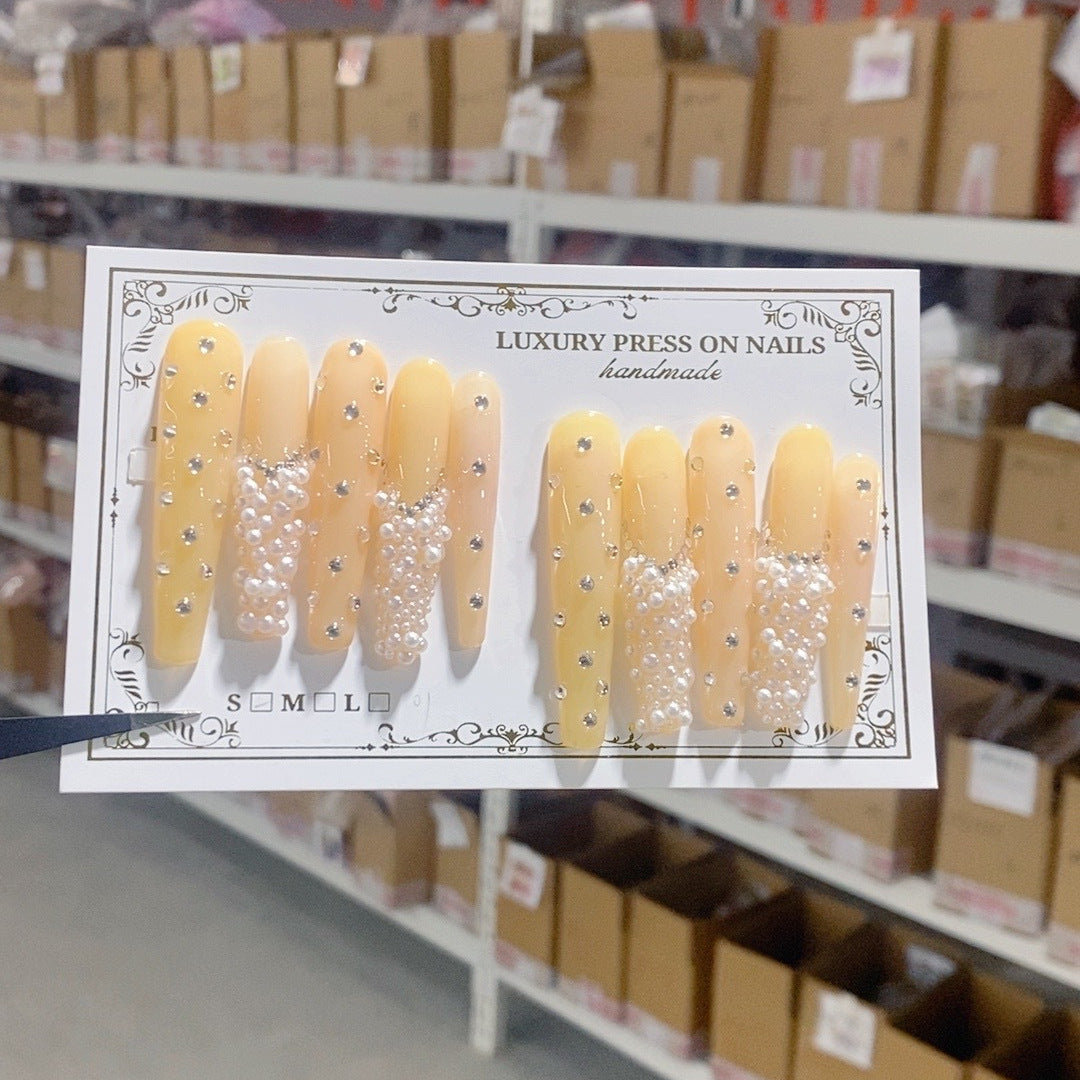 LUXURY PRESS ON NAILS
handmade
S □ M □ L □